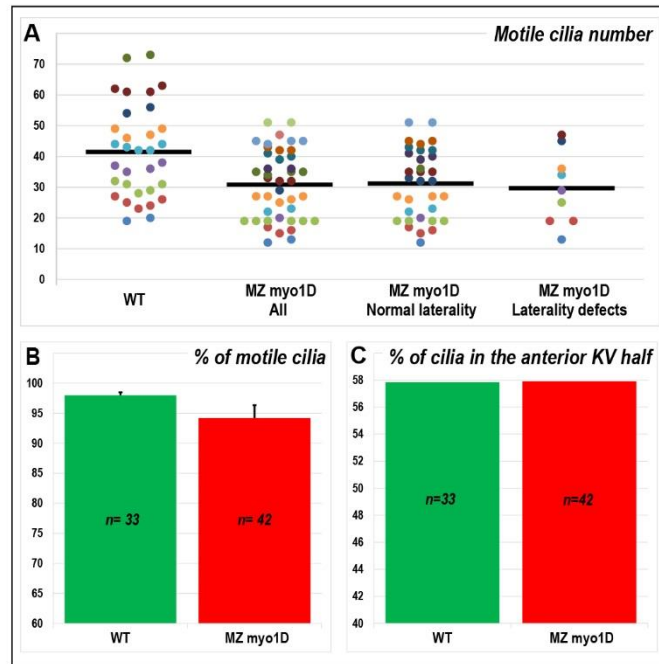 A
Motile cilia number
70
60
50
40
30
20
10
0
WT
MZ myo1D
All
MZ myo1D
Normal laterality
MZ myo1D
Laterality defects
B
% of motile cilia
100
95
90
85
80
75
70
65
60
n= 33
n= 42
WT
MZ myo1D
C
% of cilia in the anterior KV half
58
56
54
52
50
48
46
44
42
40
n=33
n=42
WT
MZ myo1D